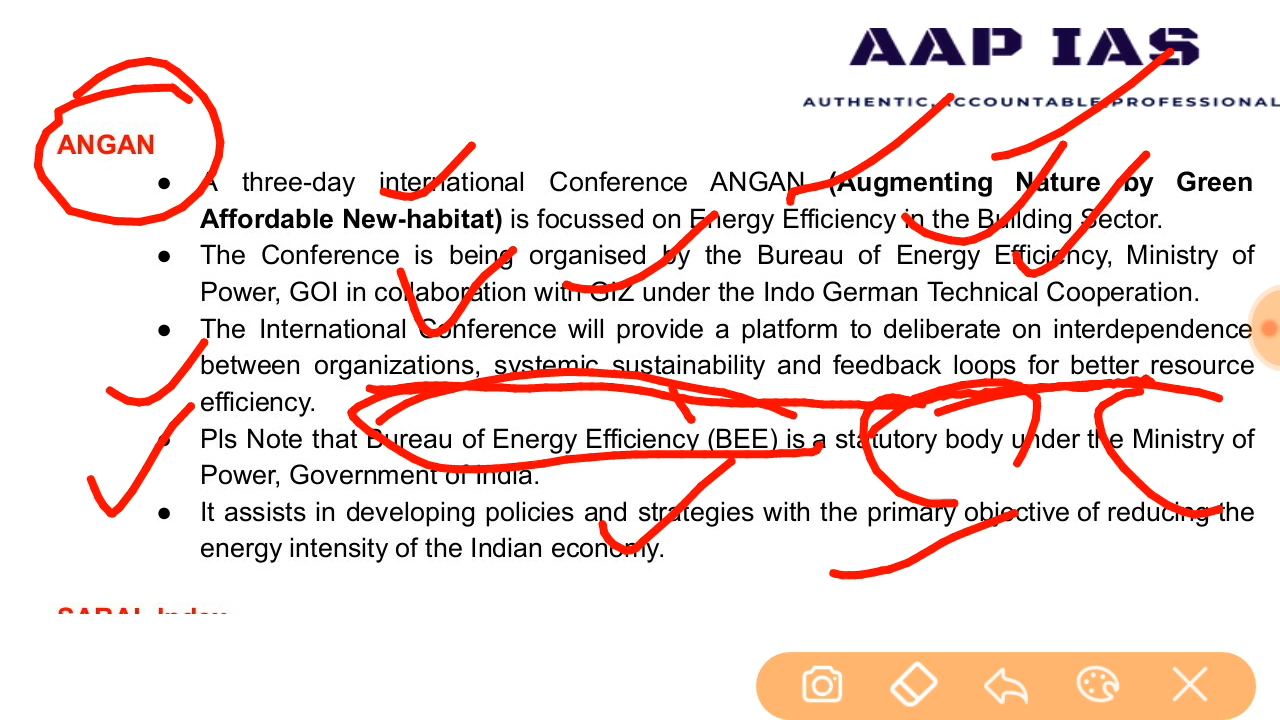 AAP IAS
AUTHENTIC, ACCOUNTABLE, PROFESSIONAL
ANGAN
● A three-day international Conference ANGAN (Augmenting Nature by Green
Affordable New-habitat) is focussed on Energy Efficiency in the Building Sector.
● The Conference is being organised by the Bureau of Energy Efficiency, Ministry of
Power, GOI in collaboration with GIZ under the Indo German Technical Cooperation.
● The International Conference will provide a platform to deliberate on interdependence
between organizations, systemic sustainability and feedback loops for better resource
efficiency.
● Pls Note that Bureau of Energy Efficiency (BEE) is a statutory body under the Ministry of
Power, Government of India.
● It assists in developing policies and strategies with the primary objective of reducing the
energy intensity of the Indian economy.
SARAL Index